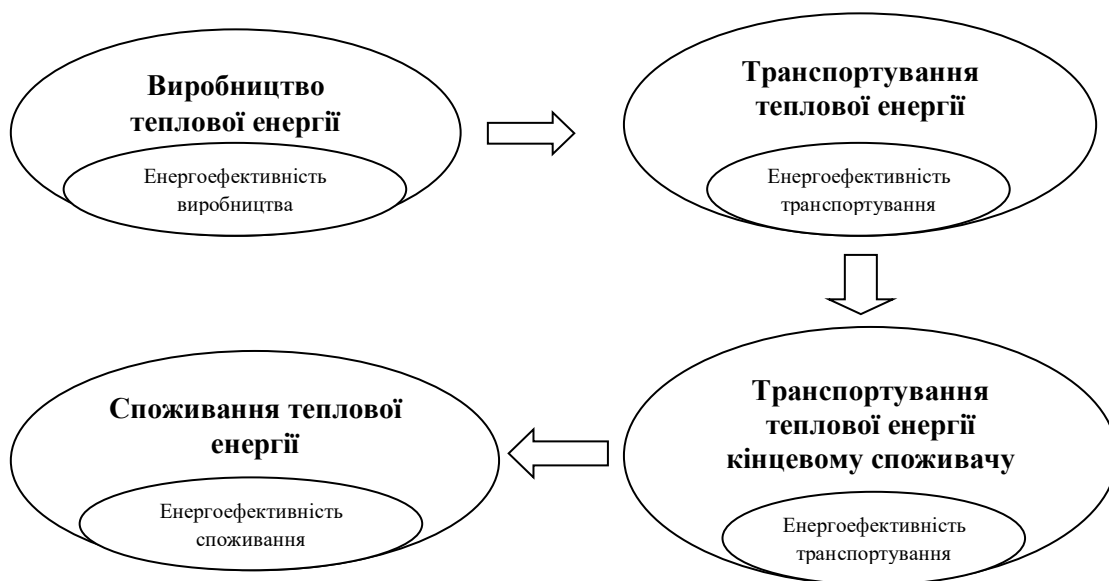 Виробництво
теплової енергії
Енергоефективність
виробництва
Транспортування
теплової енергії
Енергоефективність
транспортування
Транспортування
теплової енергії
кінцевому споживачу
Енергоефективність
транспортування
Споживання теплової
енергії
Енергоефективність
споживання